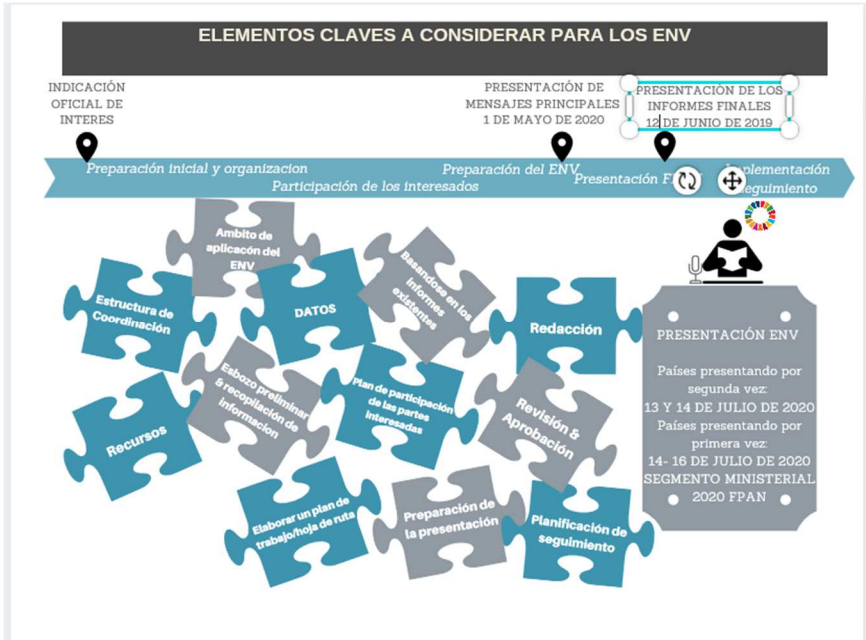 ELEMENTOS CLAVES A CONSIDERAR PARA LOS ENV
INDICACIÓN
OFICIAL DE
INTERES
PRESENTACIÓN DE
MENSAJES PRINCIPALES
1 DE MAYO DE 2020
PRESENTACIÓN DE LOS
INFORMES FINALES
12 DE JUNIO DE 2019
Preparación inicial y organizacion
Participación de los interesados
Preparación del ENV
Presentación
seguimiento
Ambito de
aplicacón del
ENV
Estructura de
Coordinación
DATOS
Basandose en los
informes
existentes
Redacción
Recursos
Esbozo preliminar
& recopilación de
informacion
Plan de participación
de las partes
interesadas
Revisión &
Aprobación
Elaborar un plan de
trabajo/hoja de ruta
Preparación de
la presentación
Planificación de
seguimiento
PRESENTACIÓN ENV
Países presentando por
segunda vez:
13 Y 14 DE JULIO DE 2020
Países presentando por
primera vez:
14- 16 DE JULIO DE 2020
SEGMENTO MINISTERIAL
2020 FPAN